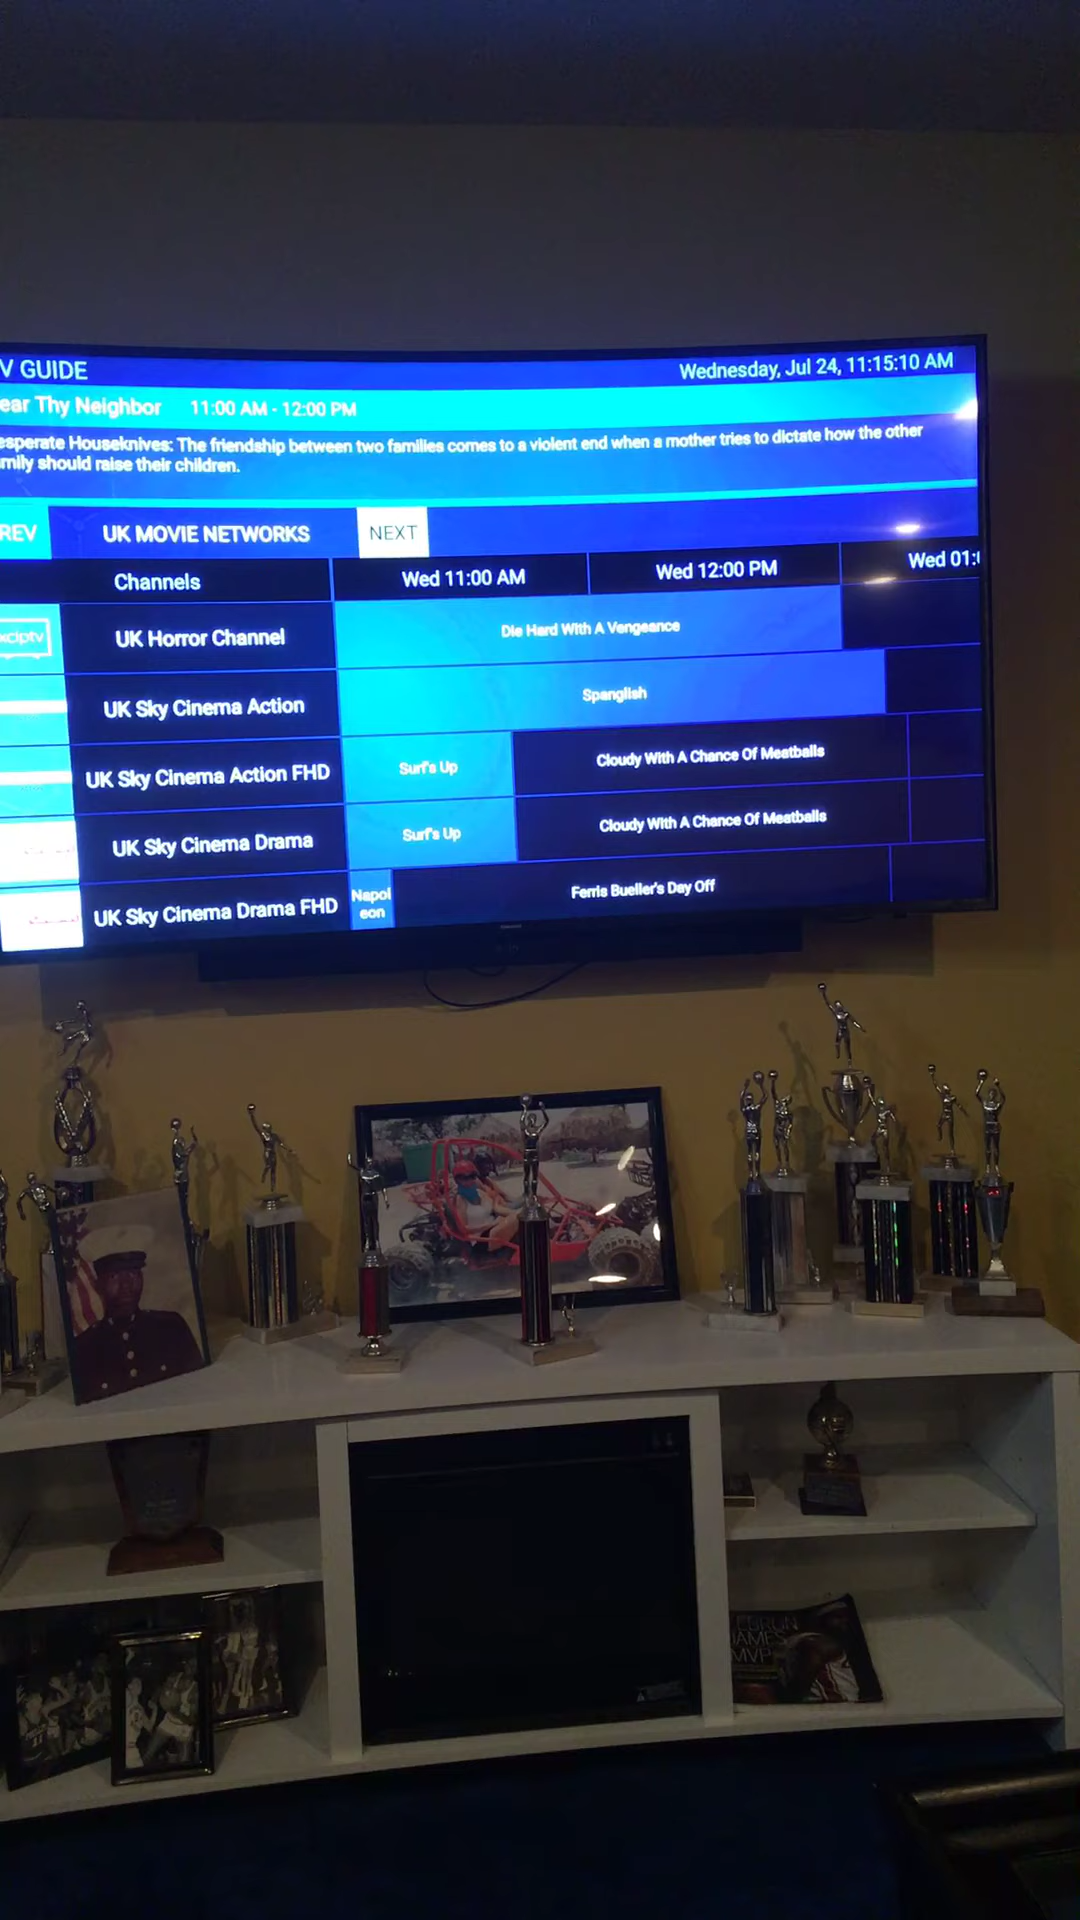 V GUIDE
Wednesday, Jul 24, 11:15:10 AM
ear Thy Neighbor 11:00 AM - 12:00 PM
esperate Houseknives: The friendship between two families comes to a violent end when a mother tries to dictate how the other
mily should raise their children.
REV UK MOVIE NETWORKS NEXT
Channels Wed 11:00 AM Wed 12:00 PM Wed 01:
xciptv
UK Horror Channel Die Hard With A Vengeance
UK Sky Cinema Action Spanglish
UK Sky Cinema Action FHD Surf's Up Cloudy With A Chance Of Meatballs
UK Sky Cinema Drama Surf's Up Cloudy With A Chance Of Meatballs
UK Sky Cinema Drama FHD Napol
eon Ferris Bueller's Day Off
SAMSUNG
LEBRON
JAMES
MVP